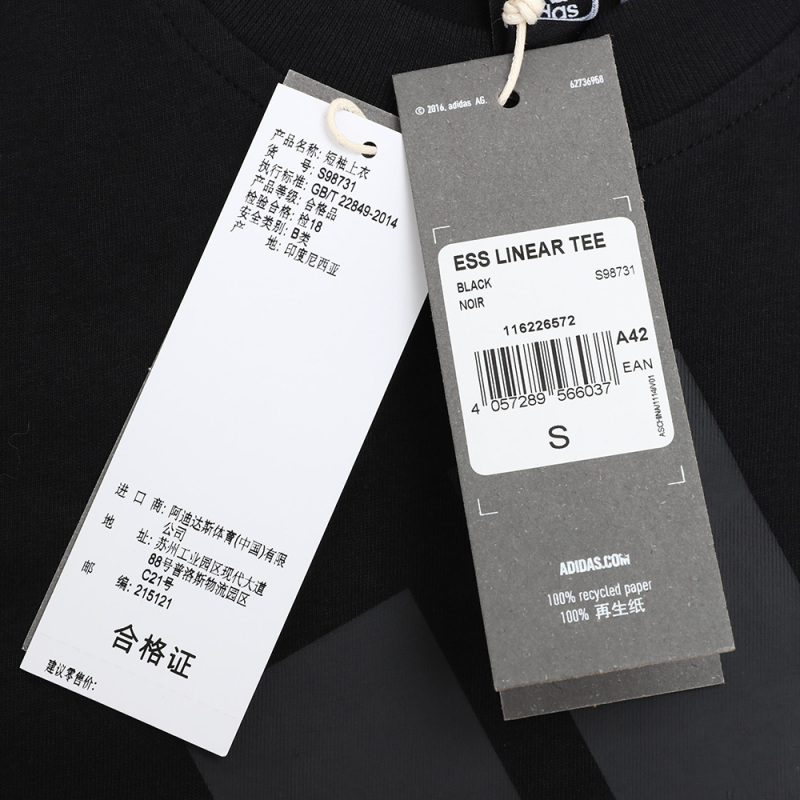 das
产品名称: 短袖上衣
货 号: S98731
执行标准: GB/T 22849-2014
产品等级: 合格品
检验合格: 检18
安全类别: B类
产 地: 印度尼西亚
进 口 商: 阿迪达斯体育(中国)有限
公司
地 址: 苏州工业园区现代大道
88号普洛斯物流园区
C21号
邮 编: 215121
合格证
建议零售价:
© 2016, adidas AG.
62736958
ESS LINEAR TEE
BLACK
S98731
NOIR
116226572
A42
EAN
4 057289 566037
S
ASCHINA/1114/V01
ADIDAS.COM
100% recycled paper
100% 再生纸